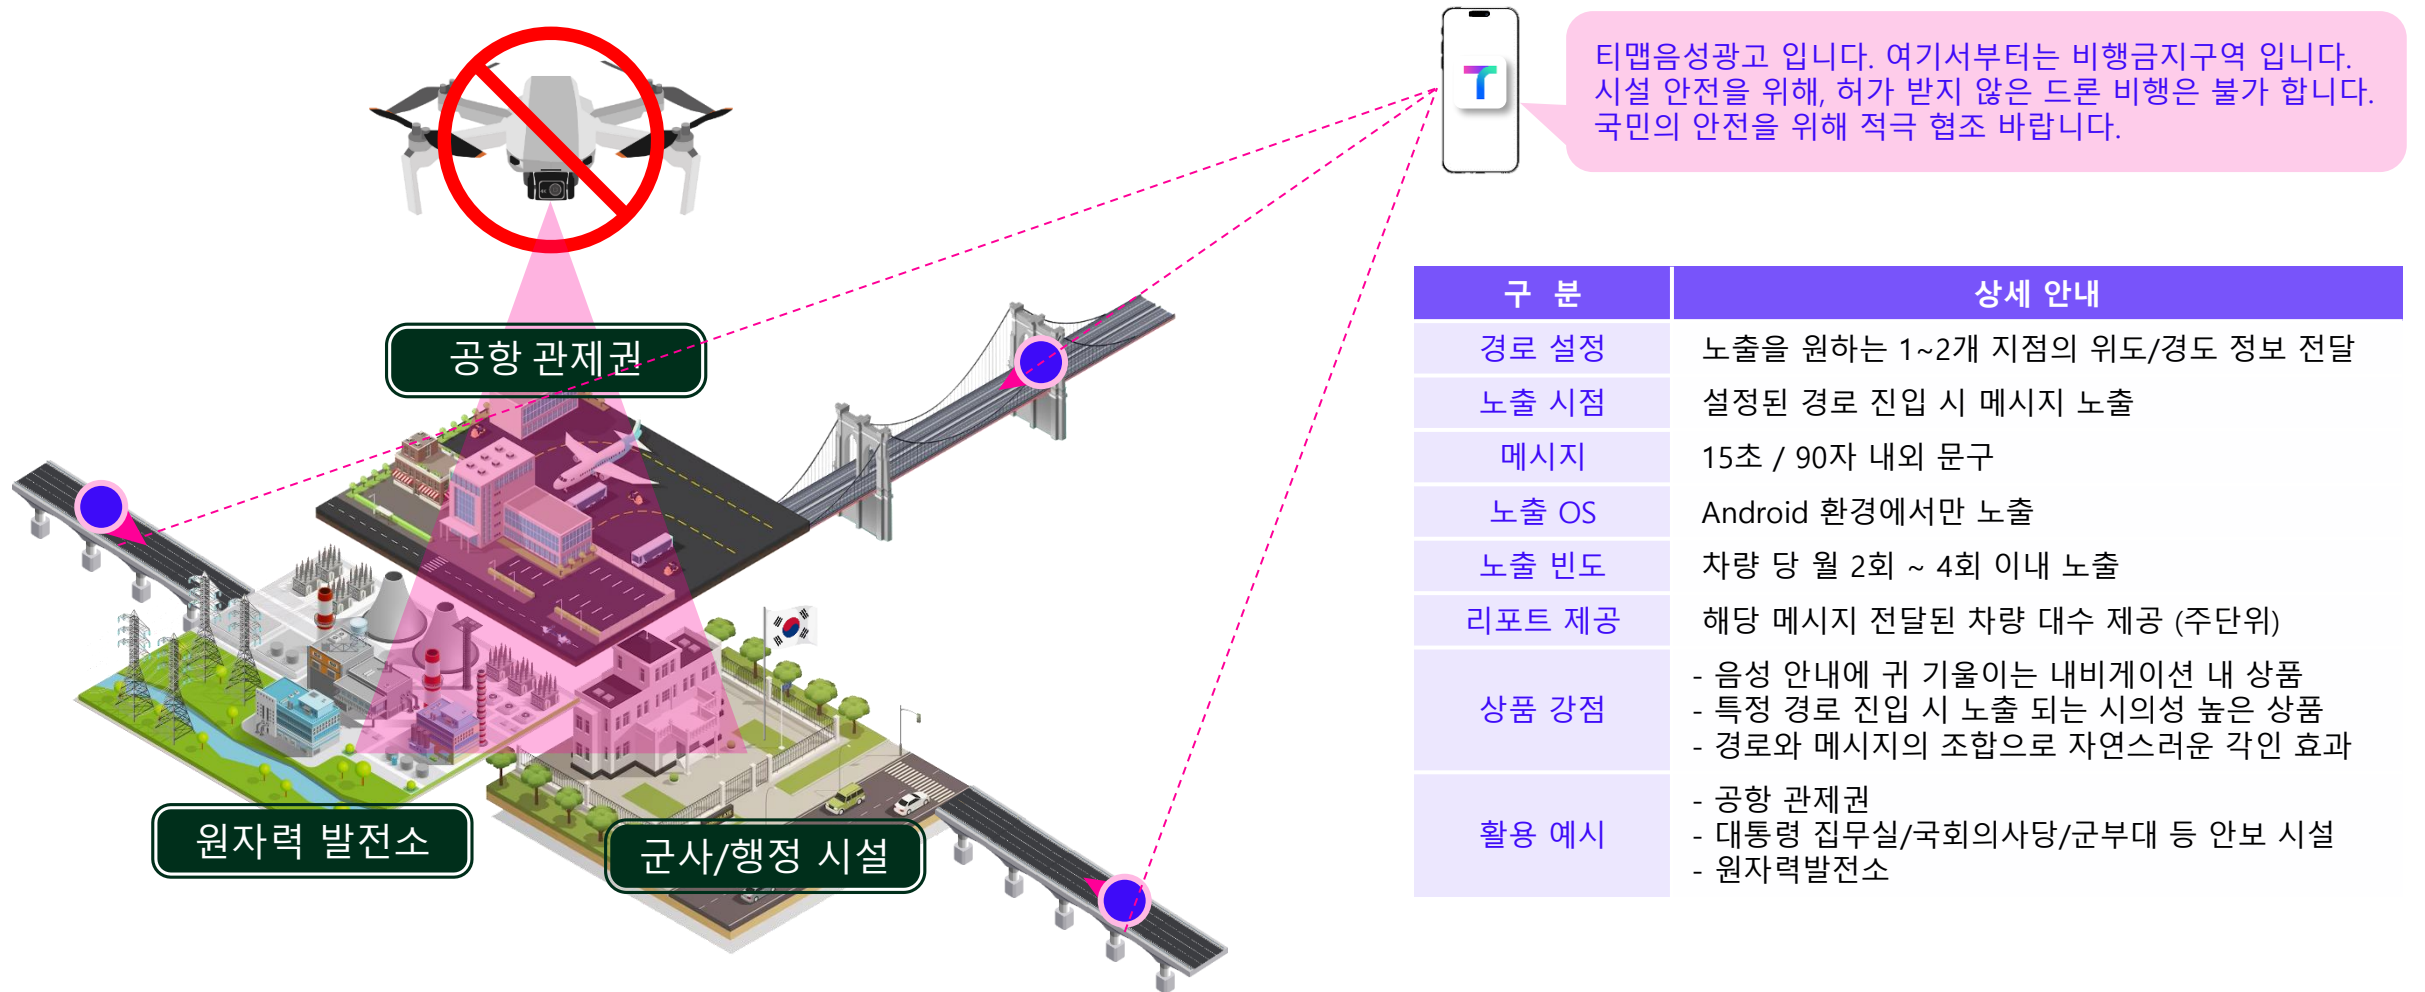 티맵음성광고 입니다. 여기서부터는 비행금지구역 입니다.
시설 안전을 위해, 허가 받지 않은 드론 비행은 불가 합니다.
국민의 안전을 위해 적극 협조 바랍니다.
공항 관제권
원자력 발전소
군사/행정 시설
구 분 상세 안내
경로 설정 노출을 원하는 1~2개 지점의 위도/경도 정보 전달
노출 시점 설정된 경로 진입 시 메시지 노출
메시지 15초 / 90자 내외 문구
노출 OS Android 환경에서만 노출
노출 빈도 차량 당 월 2회 ~ 4회 이내 노출
리포트 제공 해당 메시지 전달된 차량 대수 제공 (주단위)
상품 강점
- 음성 안내에 귀 기울이는 내비게이션 내 상품
- 특정 경로 진입 시 노출 되는 시의성 높은 상품
- 경로와 메시지의 조합으로 자연스러운 각인 효과
활용 예시
- 공항 관제권
- 대통령 집무실/국회의사당/군부대 등 안보 시설
- 원자력발전소